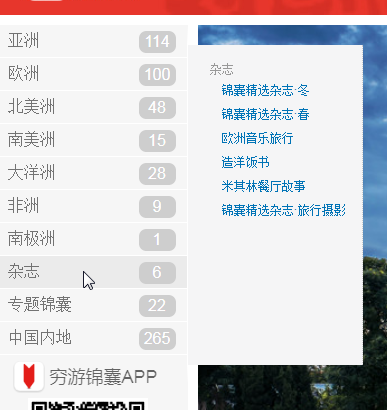 亚洲 114
欧洲 100
北美洲 48
南美洲 15
大洋洲 28
非洲 9
南极洲 1
杂志 6
专题锦囊 22
中国内地 265
穷游锦囊APP
杂志
锦囊精选杂志·冬
锦囊精选杂志·春
欧洲音乐旅行
造洋饭书
米其林餐厅故事
锦囊精选杂志·旅行摄影